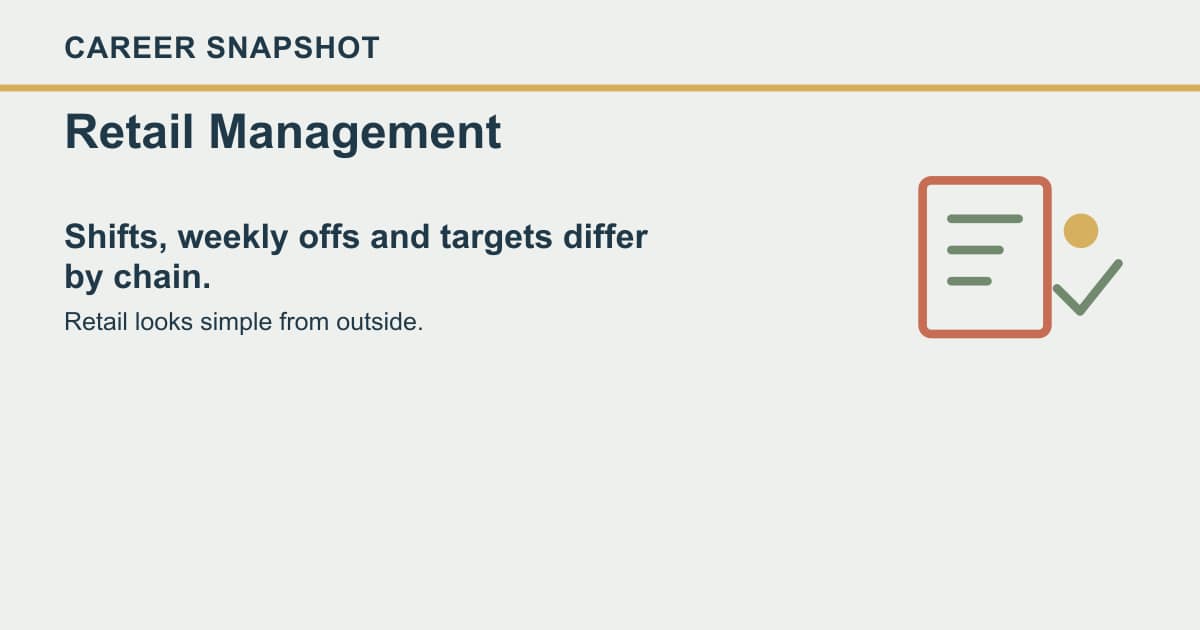 CAREER SNAPSHOT
Retail Management
Shifts, weekly offs and targets differ
by chain.
Retail looks simple from outside.